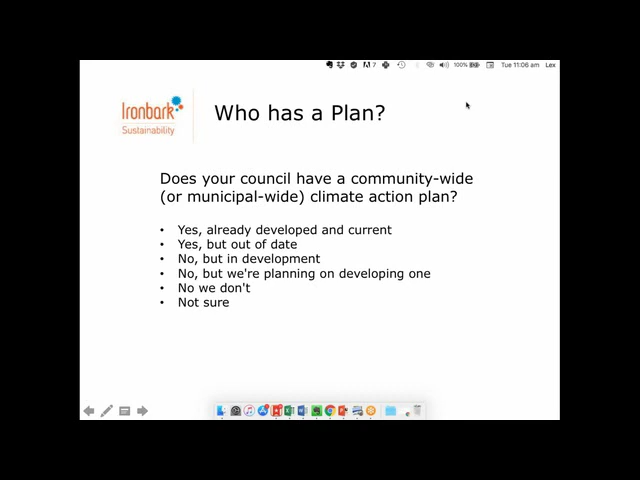 7 100% Tue 11:06 am Lex
Ironbark
Sustainability
Who has a Plan?
Does your council have a community-wide
(or municipal-wide) climate action plan?
• Yes, already developed and current
• Yes, but out of date
• No, but in development
• No, but we're planning on developing one
• No we don't
• Not sure